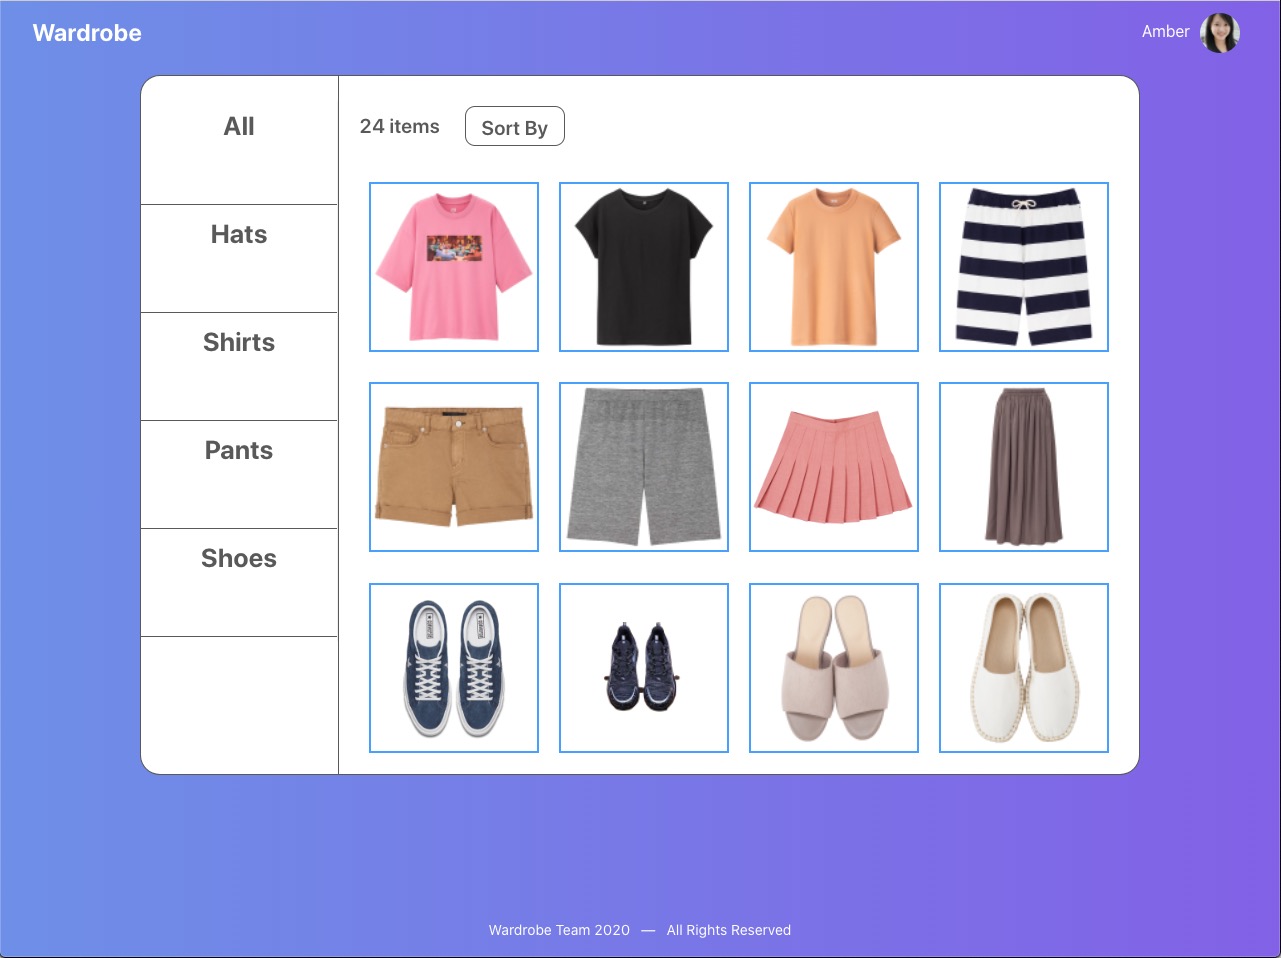 Wardrobe
Amber
All
Hats
Shirts
Pants
Shoes
24 items
Sort By
Wardrobe Team 2020 — All Rights Reserved